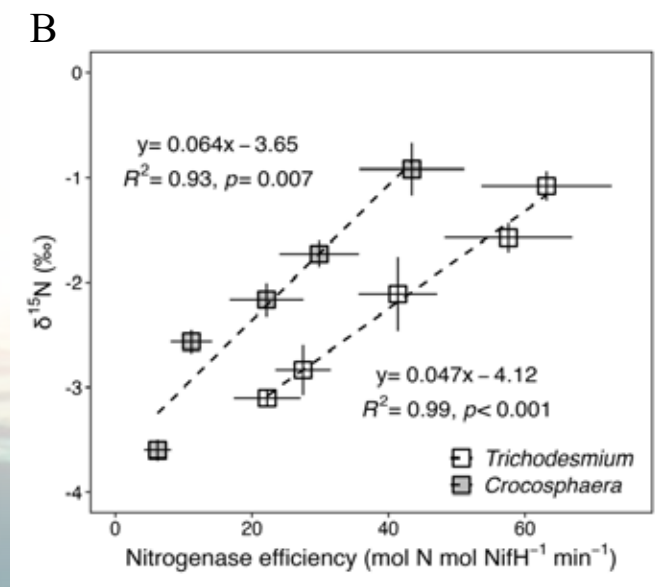 B
0
-1
-2
-3
-4
δ¹⁵N (‰)
y= 0.064x − 3.65
R²= 0.93, p= 0.007
y= 0.047x − 4.12
R²= 0.99, p< 0.001
Trichodesmium
Crocosphaera
0 20 40 60
Nitrogenase efficiency (mol N mol NifH⁻¹ min⁻¹)